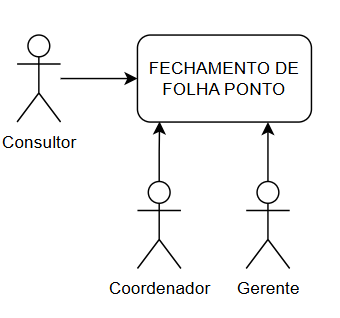 FECHAMENTO DE
FOLHA PONTO
Consultor
Coordenador
Gerente